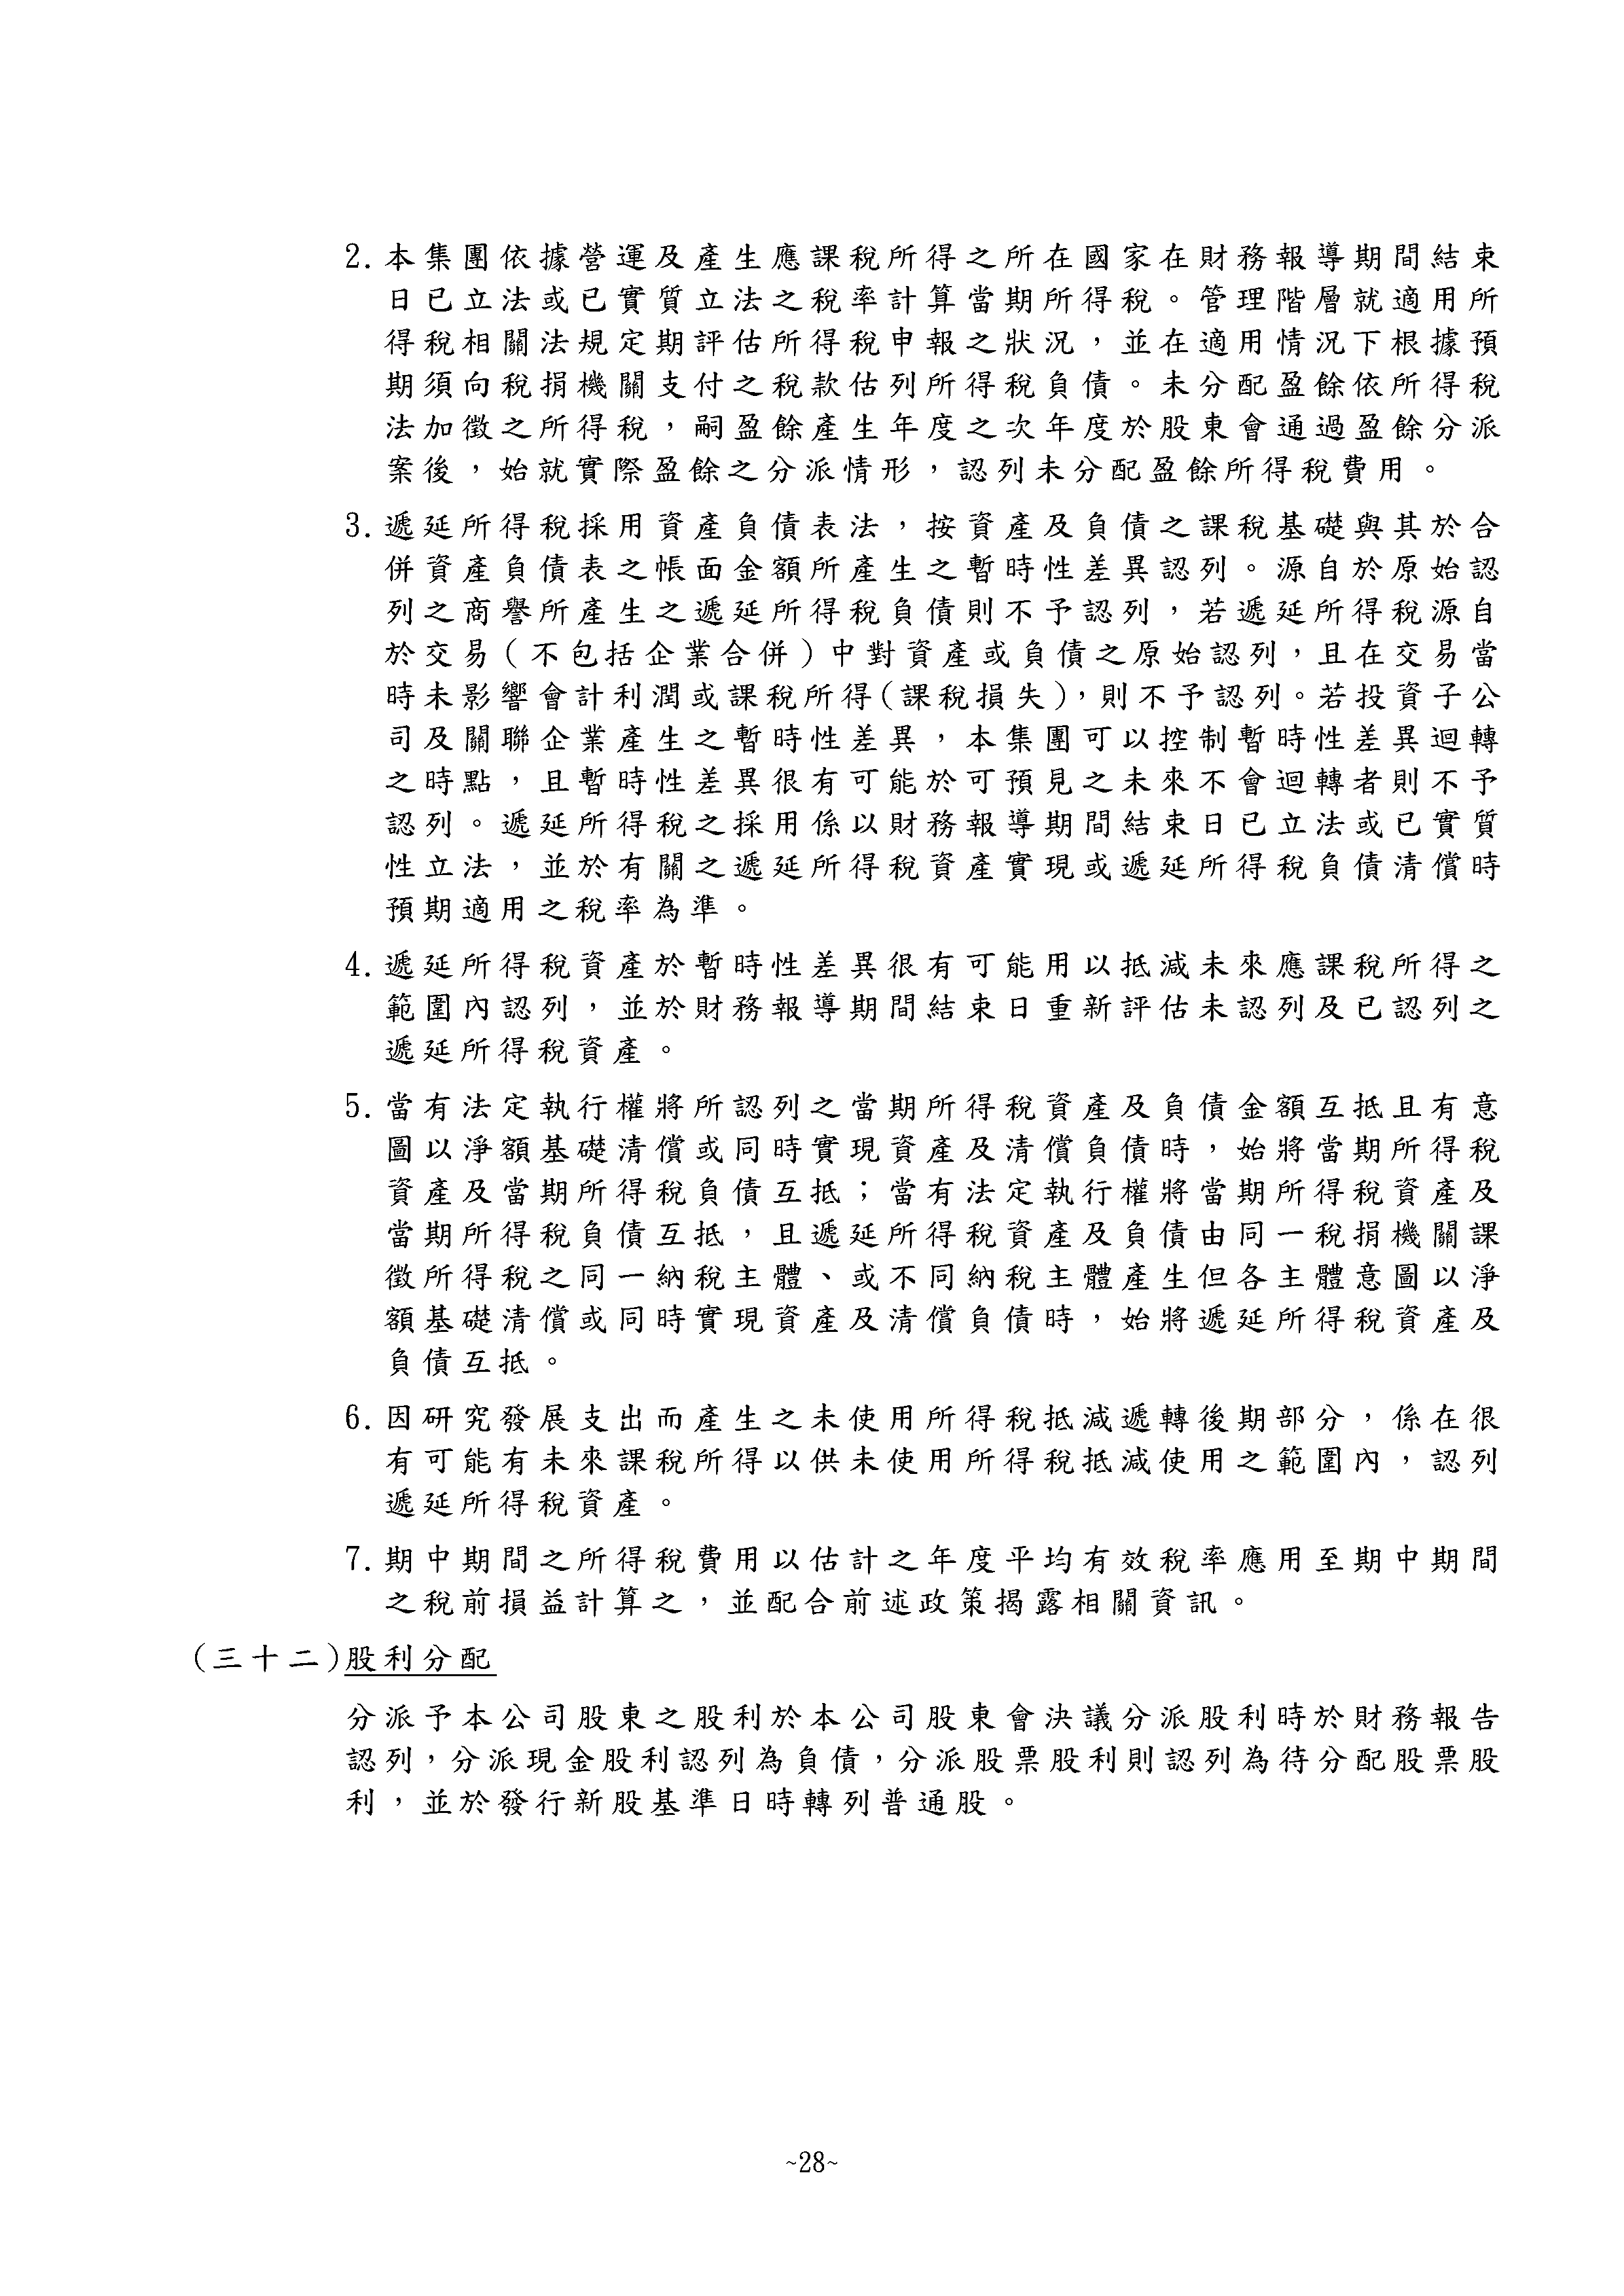 2.本集團依據營運及產生應課稅所得之所在國家在財務報導期間結束
日已立法或已實質立法之稅率計算當期所得稅。管理階層就適用所
得稅相關法規定期評估所得稅申報之狀況，並在適用情況下根據預
期須向稅捐機關支付之稅款估列所得稅負債。未分配盈餘依所得稅
法加徵之所得稅，嗣盈餘產生年度之次年度於股東會通過盈餘分派
案後，始就實際盈餘之分派情形，認列未分配盈餘所得稅費用。
3.遞延所得稅採用資產負債表法，按資產及負債之課稅基礎與其於合
併資產負債表之帳面金額所產生之暫時性差異認列。源自於原始認
列之商譽所產生之遞延所得稅負債則不予認列，若遞延所得稅源自
於交易(不包括企業合併)中對資產或負債之原始認列，且在交易當
時未影響會計利潤或課稅所得(課稅損失)，則不予認列。若投資子公
司及關聯企業產生之暫時性差異，本集團可以控制暫時性差異迴轉
之時點，且暫時性差異很有可能於可預見之未來不會迴轉者則不予
認列。遞延所得稅之採用係以財務報導期間結束日已立法或已實質
性立法，並於有關之遞延所得稅資產實現或遞延所得稅負債清償時
預期適用之稅率為準。
4.遞延所得稅資產於暫時性差異很有可能用以抵減未來應課稅所得之
範圍內認列，並於財務報導期間結束日重新評估未認列及已認列之
遞延所得稅資產。
5.當有法定執行權將所認列之當期所得稅資產及負債金額互抵且有意
圖以淨額基礎清償或同時實現資產及清償負債時，始將當期所得稅
資產及當期所得稅負債互抵；當有法定執行權將當期所得稅資產及
當期所得稅負債互抵，且遞延所得稅資產及負債由同一稅捐機關課
徵所得稅之同一納稅主體、或不同納稅主體產生但各主體意圖以淨
額基礎清償或同時實現資產及清償負債時，始將遞延所得稅資產及
負債互抵。
6.因研究發展支出而產生之未使用所得稅抵減遞轉後期部分，係在很
有可能有未來課稅所得以供未使用所得稅抵減使用之範圍內，認列
遞延所得稅資產。
7.期中期間之所得稅費用以估計之年度平均有效稅率應用至期中期間
之稅前損益計算之，並配合前述政策揭露相關資訊。
(三十二)股利分配
分派予本公司股東之股利於本公司股東會決議分派股利時於財務報告
認列，分派現金股利認列為負債，分派股票股利則認列為待分配股票股
利，並於發行新股基準日時轉列普通股。
~28~